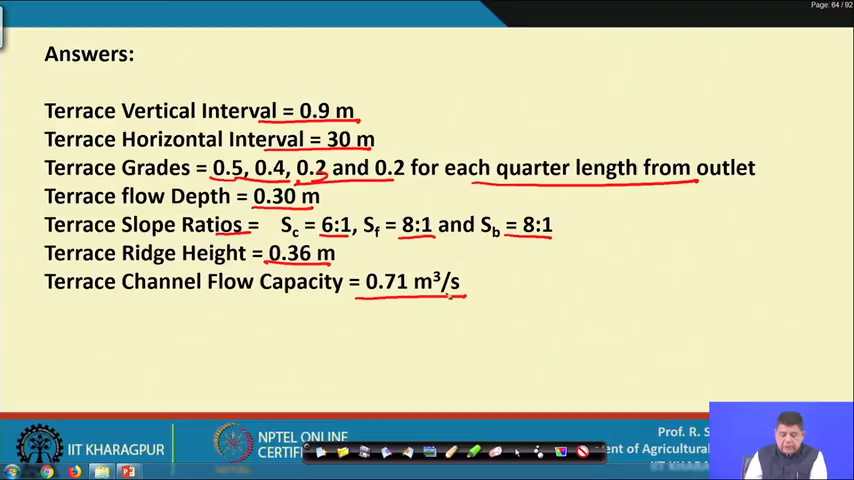 Page: 64 / 92
Answers:
Terrace Vertical Interval = 0.9 m
Terrace Horizontal Interval = 30 m
Terrace Grades = 0.5, 0.4, 0.2 and 0.2 for each quarter length from outlet
Terrace flow Depth = 0.30 m
Terrace Slope Ratios = Sc = 6:1, Sf = 8:1 and Sb = 8:1
Terrace Ridge Height = 0.36 m
Terrace Channel Flow Capacity = 0.71 m³/s
IIT KHARAGPUR
NPTEL ONLINE
CERTIF
Prof. R. S
ent of Agricultural
IIT KHARA